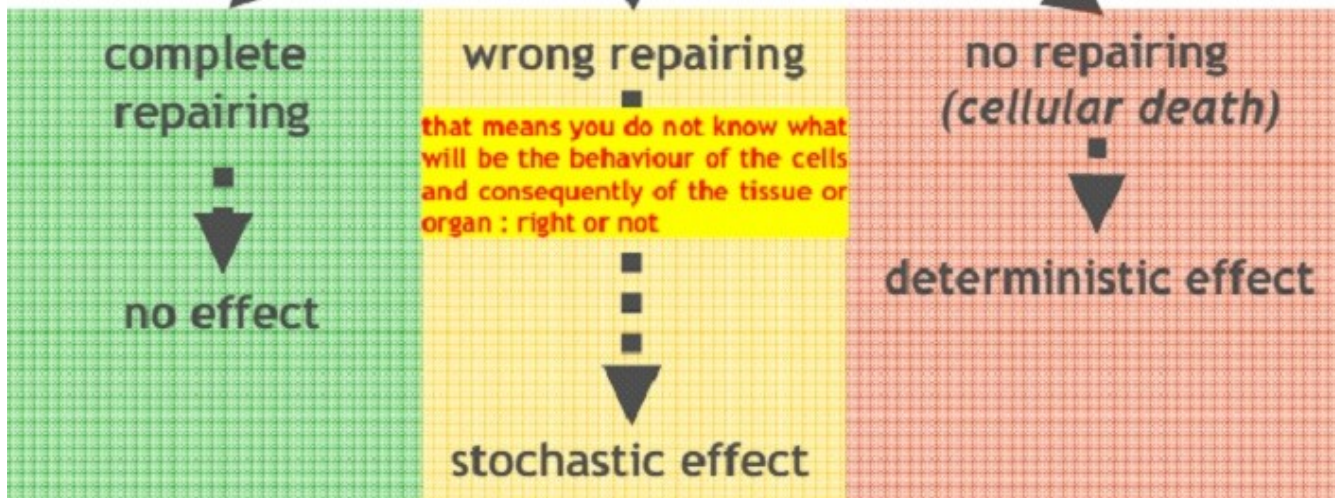 complete
repairing
no effect
wrong repairing
that means you do not know what
will be the behaviour of the cells
and consequently of the tissue or
organ : right or not
stochastic effect
no repairing
(cellular death)
deterministic effect